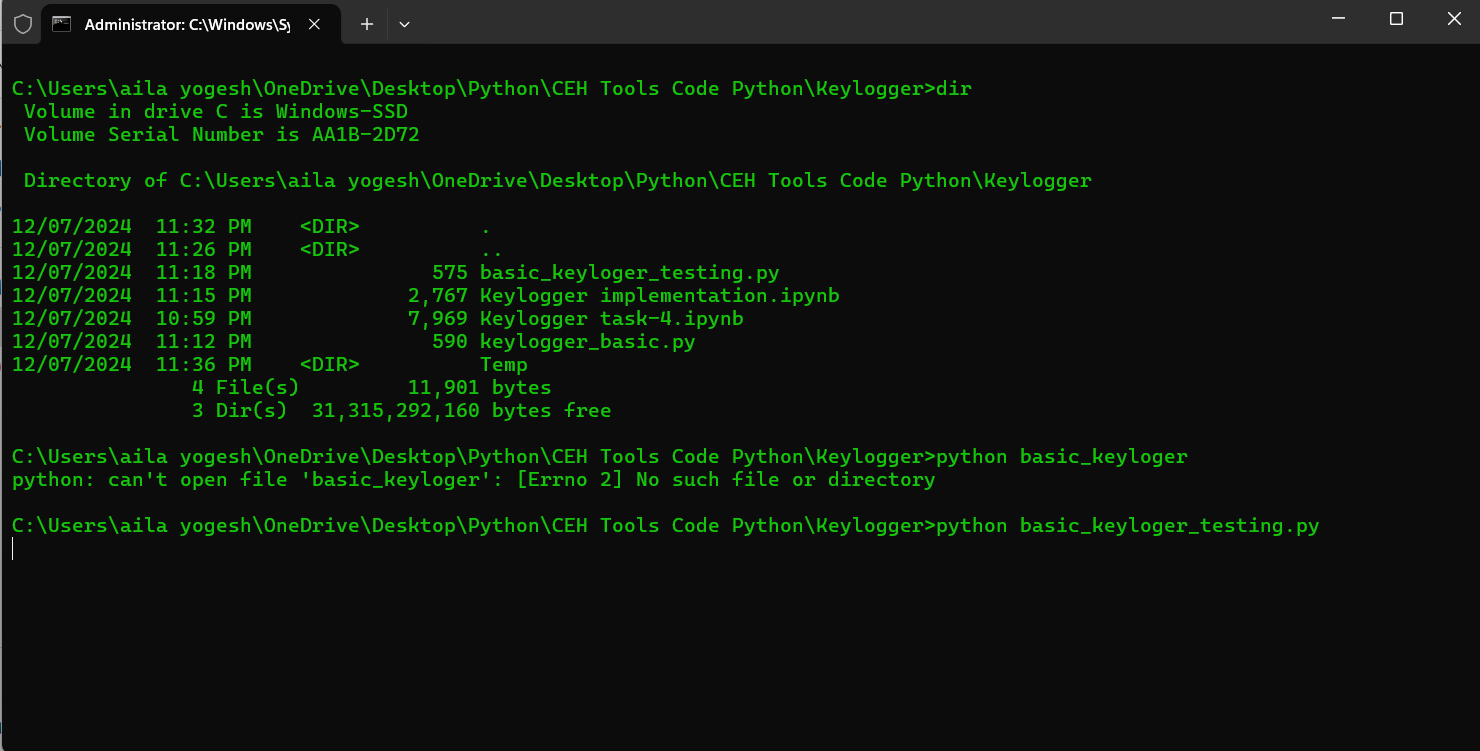 Administrator: C:\Windows\Sy
C:\Users\aila yogesh\OneDrive\Desktop\Python\CEH Tools Code Python\Keylogger>dir
Volume in drive C is Windows-SSD
Volume Serial Number is AA1B-2D72
Directory of C:\Users\aila yogesh\OneDrive\Desktop\Python\CEH Tools Code Python\Keylogger
12/07/2024  11:32 PM    <DIR>          .
12/07/2024  11:26 PM    <DIR>          ..
12/07/2024  11:18 PM               575 basic_keyloger_testing.py
12/07/2024  11:15 PM             2,767 Keylogger implementation.ipynb
12/07/2024  10:59 PM             7,969 Keylogger task-4.ipynb
12/07/2024  11:12 PM               590 keylogger_basic.py
12/07/2024  11:36 PM    <DIR>          Temp
4 File(s)         11,901 bytes
3 Dir(s)  31,315,292,160 bytes free
C:\Users\aila yogesh\OneDrive\Desktop\Python\CEH Tools Code Python\Keylogger>python basic_keyloger
python: can't open file 'basic_keyloger': [Errno 2] No such file or directory
C:\Users\aila yogesh\OneDrive\Desktop\Python\CEH Tools Code Python\Keylogger>python basic_keyloger_testing.py